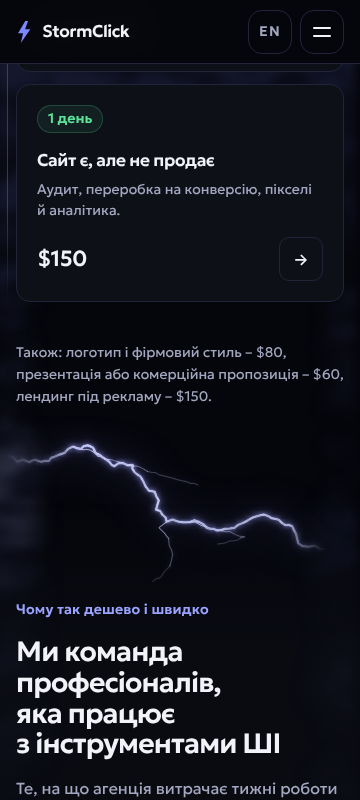 StormClick
EN
1 день
Сайт є, але не продає
Аудит, переробка на конверсію, пікселі
й аналітика.
$150
Також: логотип і фірмовий стиль – $80,
презентація або комерційна пропозиція – $60,
лендинг під рекламу – $150.
Чому так дешево і швидко
Ми команда
професіоналів,
яка працює
з інструментами ШІ
Те, на що агенція витрачає тижні роботи